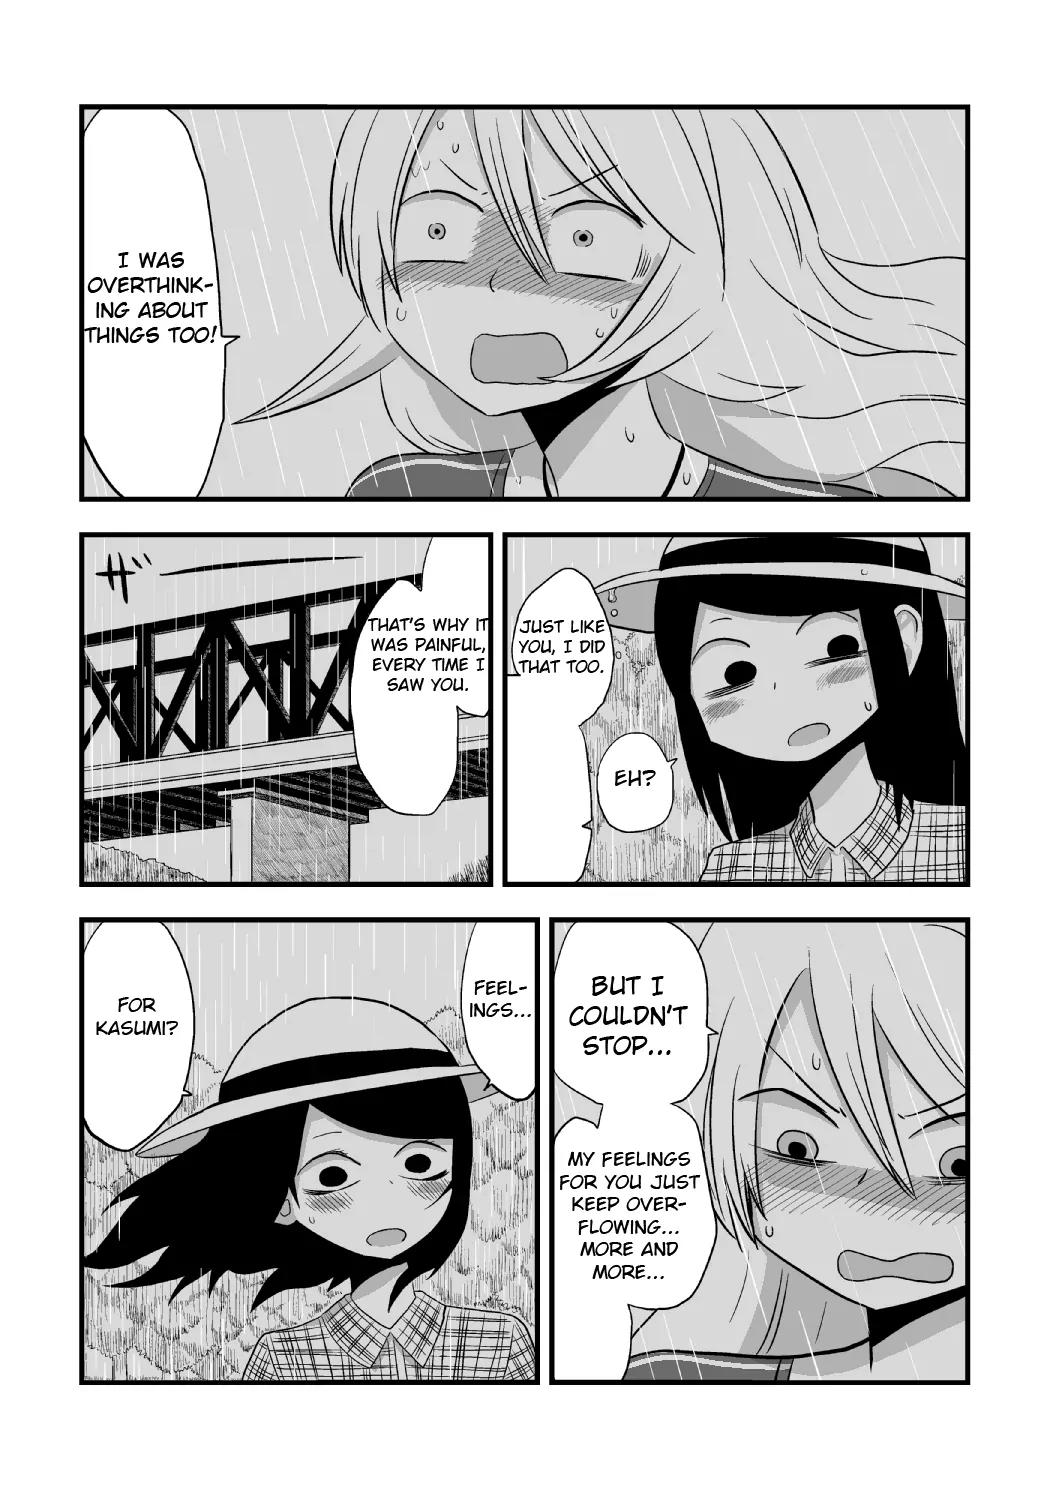 I WAS
OVERTHINK-
ING ABOUT
THINGS TOO!
JUST LIKE
YOU, I DID
THAT TOO.
EH?
THAT'S WHY IT
WAS PAINFUL,
EVERY TIME I
SAW YOU.
ザ
BUT I
COULDN'T
STOP...
MY FEELINGS
FOR YOU JUST
KEEP OVER-
FLOWING...
MORE AND
MORE...
FEEL-
INGS...
FOR
KASUMI?